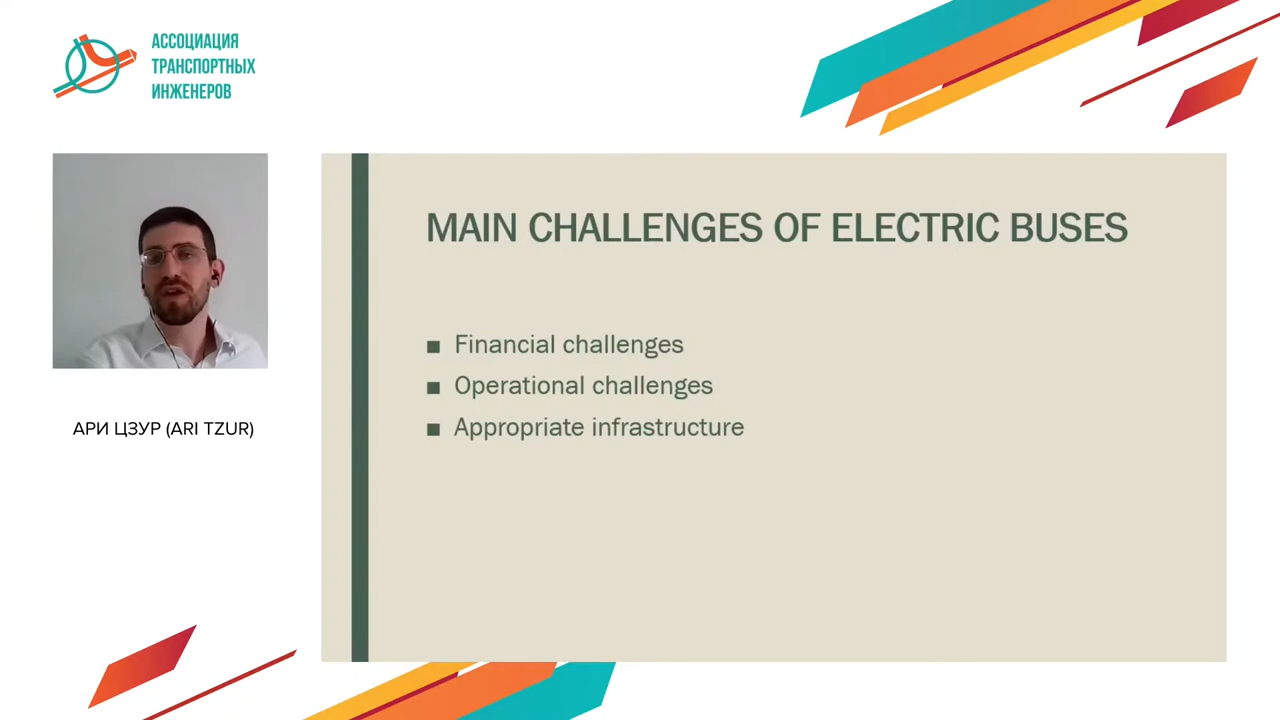 АССОЦИАЦИЯ
ТРАНСПОРТНЫХ
ИНЖЕНЕРОВ
АРИ ЦЗУР (ARI TZUR)
MAIN CHALLENGES OF ELECTRIC BUSES
■ Financial challenges
■ Operational challenges
■ Appropriate infrastructure